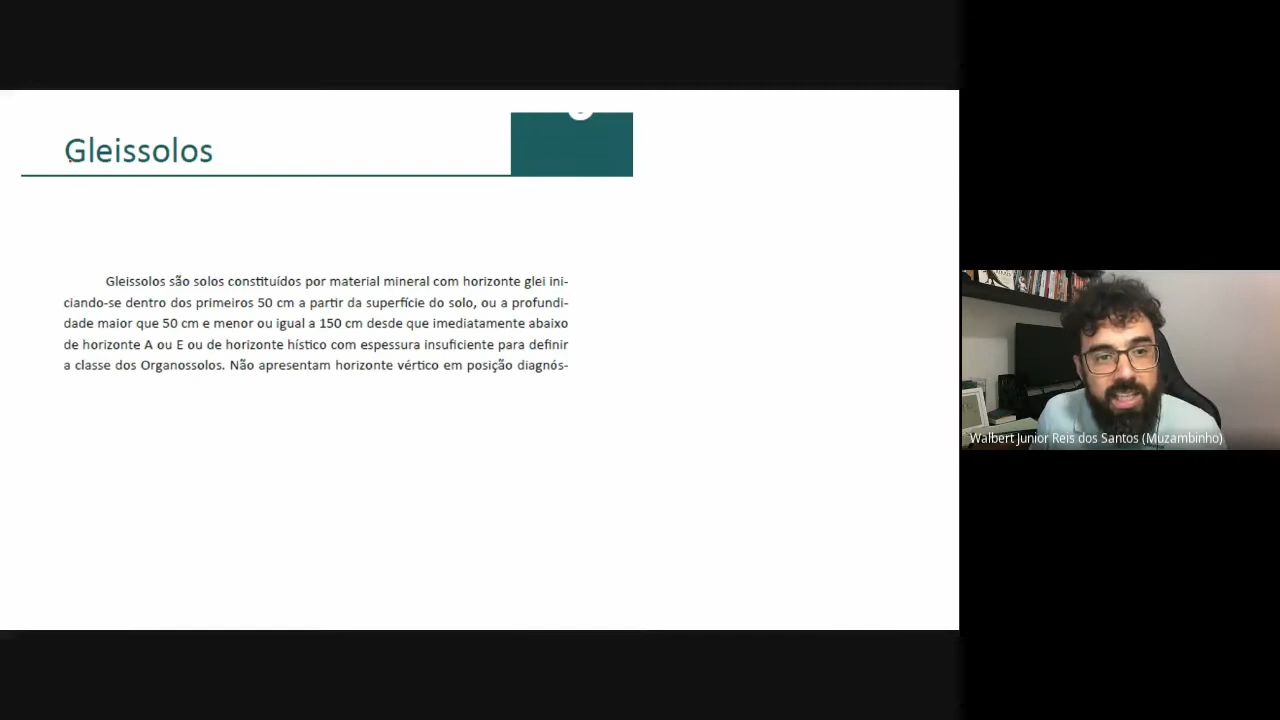 Gleissolos
Gleissolos são solos constituídos por material mineral com horizonte glei ini-
ciando-se dentro dos primeiros 50 cm a partir da superfície do solo, ou a profundi-
dade maior que 50 cm e menor ou igual a 150 cm desde que imediatamente abaixo
de horizonte A ou E ou de horizonte hístico com espessura insuficiente para definir
a classe dos Organossolos. Não apresentam horizonte vértico em posição diagnós-
Walbert Junior Reis dos Santos (Muzambinho)